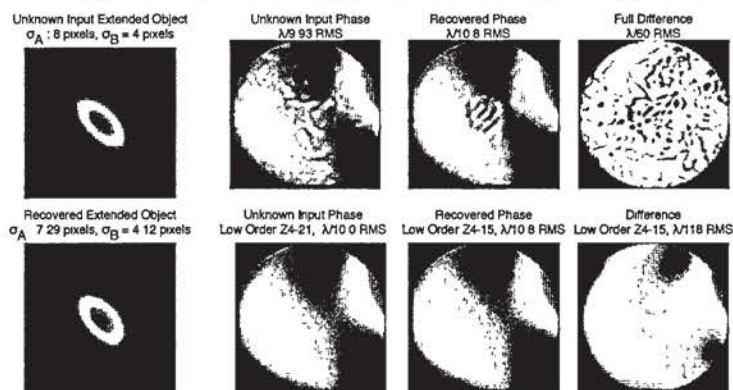 Unknown Input Extended Object
σA : 8 pixels, σB = 4 pixels
Unknown Input Phase
λ/9 93 RMS
Recovered Phase
λ/10 8 RMS
Full Difference
λ/60 RMS
Recovered Extended Object
σA 7 29 pixels, σB = 4 12 pixels
Unknown Input Phase
Low Order Z4-21, λ/10 0 RMS
Recovered Phase
Low Order Z4-15, λ/10 8 RMS
Difference
Low Order Z4-15, λ/118 RMS